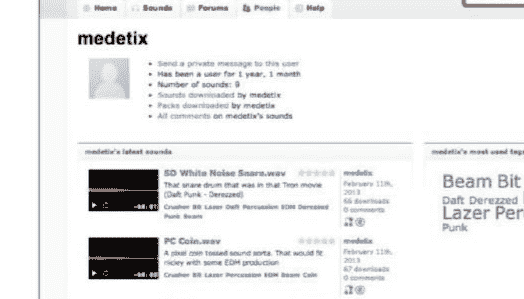 Home Sounds Forums People Help
medetix
Send a private message to this user
Has been a user for 1 year, 1 month
Number of sounds: 9
Sounds downloaded by medetix
Packs downloaded by medetix
All comments on medetix's sounds
medetix's latest sounds
SD White Noise Snare.wav
That snare drum that was in that Tron movie
(Daft Punk - Derezzed)
Crusher Bit Lazer Daft Percussion EDM Derezzed
Punk Beam
medetix
February 11th,
2013
66 downloads
0 comments
PC Coin.wav
A pixel coin tossed sound sorta. That would fit
nicley with some EDM production
Crusher Bit Lazer Percussion EDM Beam Coin
medetix
February 11th,
2013
67 downloads
0 comments
medetix's most used tags
Beam Bit
Daft Derezzed
Lazer Per
Punk